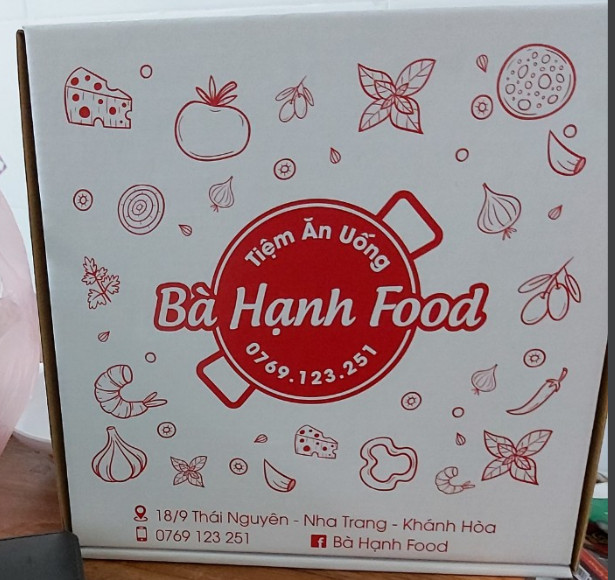 Tiệm Ăn Uống
Bà Hạnh Food
0769.123.251
18/9 Thái Nguyên - Nha Trang - Khánh Hòa
0769 123 251
Bà Hạnh Food